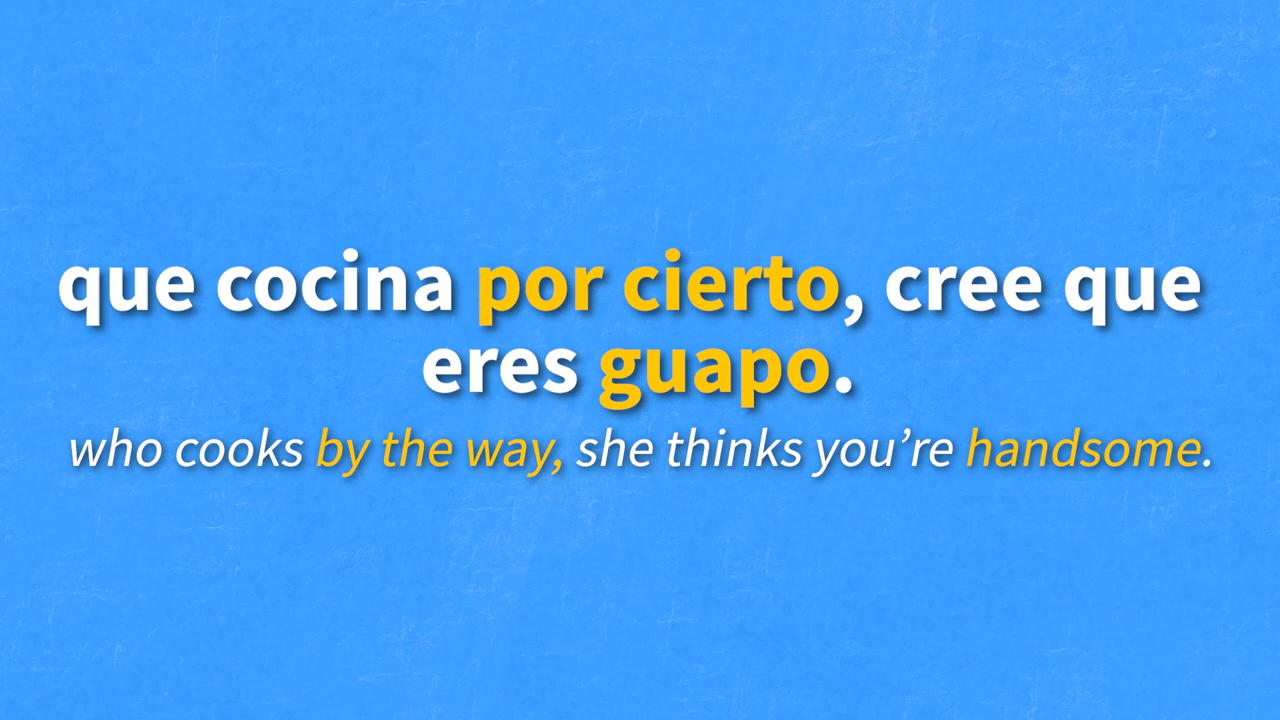 que cocina por cierto, cree que
eres guapo.
who cooks by the way, she thinks you’re handsome.